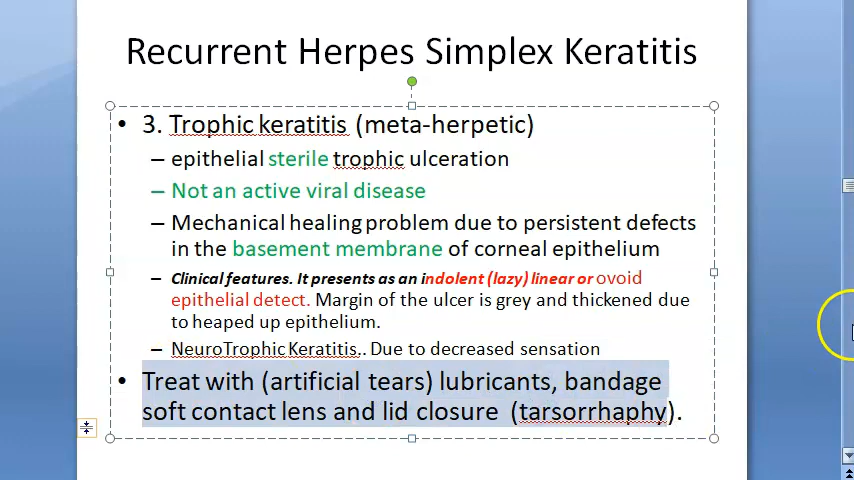 Recurrent Herpes Simplex Keratitis
• 3. Trophic keratitis (meta-herpetic)
– epithelial sterile trophic ulceration
– Not an active viral disease
– Mechanical healing problem due to persistent defects
in the basement membrane of corneal epithelium
– Clinical features. It presents as an indolent (lazy) linear or ovoid
epithelial detect. Margin of the ulcer is grey and thickened due
to heaped up epithelium.
– NeuroTrophic Keratitis.. Due to decreased sensation
• Treat with (artificial tears) lubricants, bandage
soft contact lens and lid closure (tarsorrhaphy).